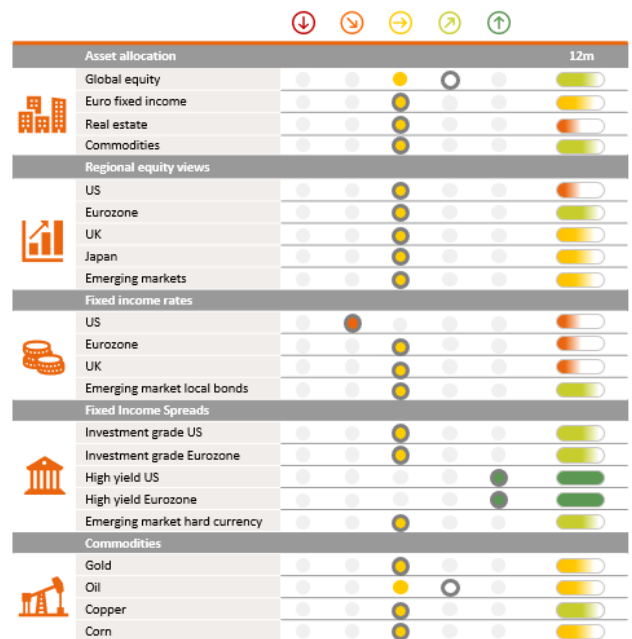 Asset allocation 12m
Global equity
Euro fixed income
Real estate
Commodities
Regional equity views
US
Eurozone
UK
Japan
Emerging markets
Fixed income rates
US
Eurozone
UK
Emerging market local bonds
Fixed Income Spreads
Investment grade US
Investment grade Eurozone
High yield US
High yield Eurozone
Emerging market hard currency
Commodities
Gold
Oil
Copper
Corn